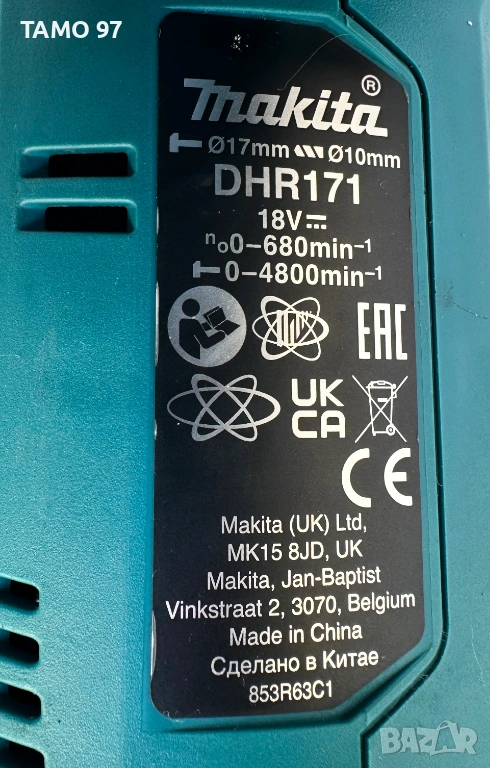 TAMO 97
makita®
Ø17mm Ø10mm
DHR171
18V
n₀0-680min⁻¹
0-4800min⁻¹
EAC
UK
CA
CE
Makita (UK) Ltd,
MK15 8JD, UK
Makita, Jan-Baptist
Vinkstraat 2, 3070, Belgium
Made in China
Сделано в Китае
853R63C1
BAZAR